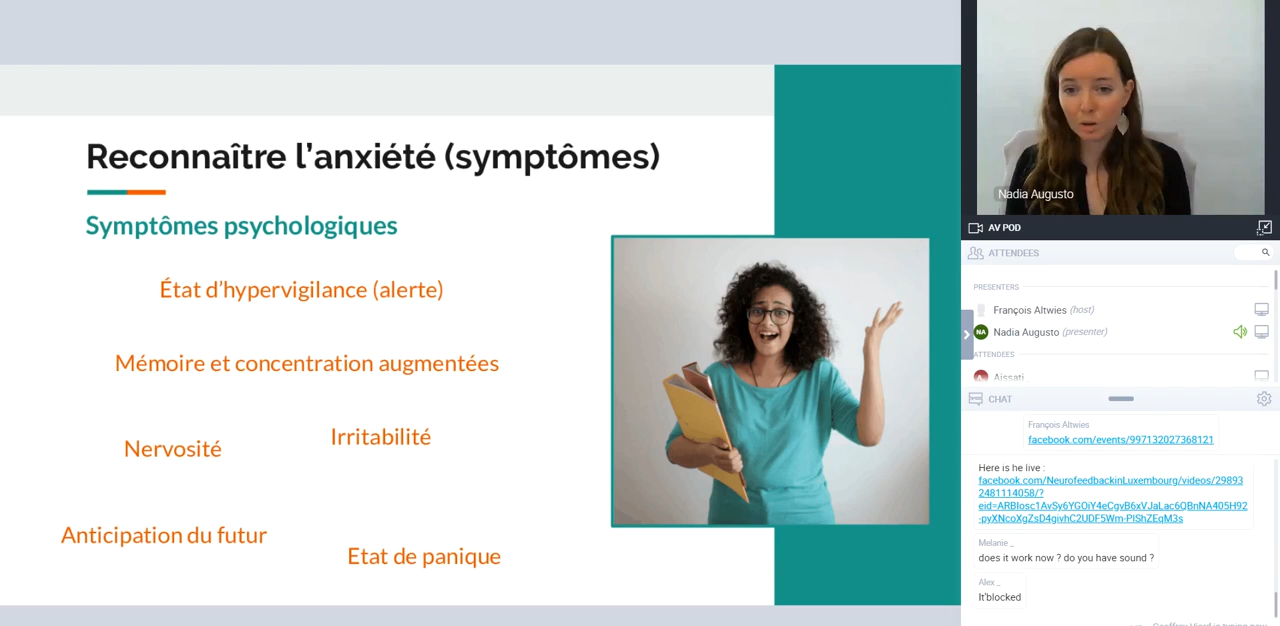 Reconnaître l'anxiété (symptômes)
Symptômes psychologiques
État d'hypervigilance (alerte)
Mémoire et concentration augmentées
Nervosité
Irritabilité
Anticipation du futur
Etat de panique
Nadia Augusto
AV POD
ATTENDEES
PRESENTERS
François Altwies (host)
NA
Nadia Augusto (presenter)
ATTENDEES
Aissati
CHAT
François Altwies
facebook.com/events/997132027368121
Here is he live :
facebook.com/NeurofeedbackinLuxembourg/videos/29893
2481114058/?
eid=ARBIosc1AvSy6YGOiY4eCgvB6xVJaLac6QBnNA405H92
-pyXNcoXgZsD4givhC2UDF5Wm-PIShZEqM3s
Melanie _
does it work now ? do you have sound ?
Alex _
It'blocked